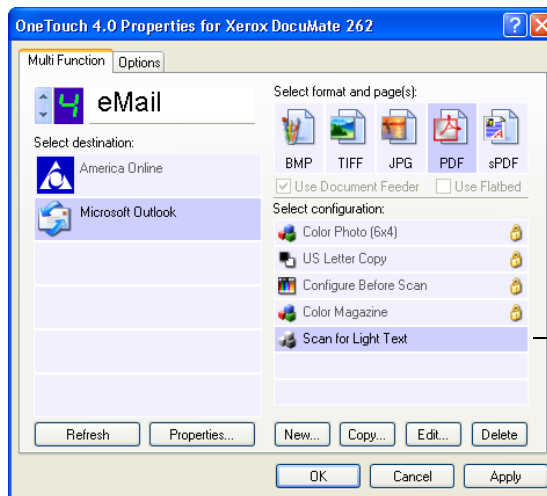 OneTouch 4.0 Properties for Xerox DocuMate 262
Multi Function
Options
4
eMail
Select destination:
America Online
Microsoft Outlook
Refresh
Properties...
Select format and page(s):
BMP
TIFF
JPG
PDF
sPDF
Use Document Feeder
Use Flatbed
Select configuration:
Color Photo (6x4)
US Letter Copy
Configure Before Scan
Color Magazine
Scan for Light Text
New...
Copy...
Edit...
Delete
OK
Cancel
Apply